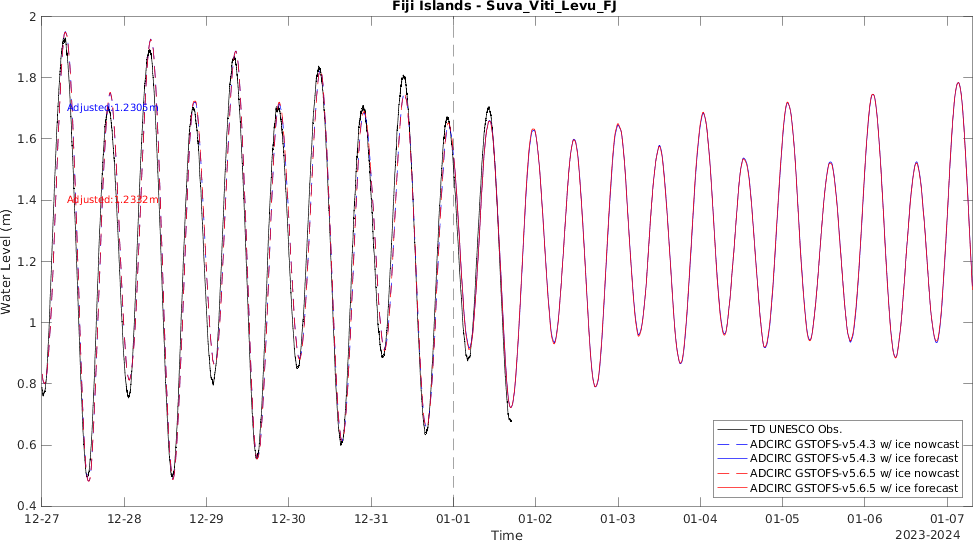 Fiji Islands - Suva_Viti_Levu_FJ
2
1.8
1.6
1.4
1.2
1
0.8
0.6
0.4
Water Level (m)
Adjusted:1.2305m
Adjusted:1.2332m
TD UNESCO Obs.
ADCIRC GSTOFS-v5.4.3 w/ ice nowcast
ADCIRC GSTOFS-v5.4.3 w/ ice forecast
ADCIRC GSTOFS-v5.6.5 w/ ice nowcast
ADCIRC GSTOFS-v5.6.5 w/ ice forecast
12-27 12-28 12-29 12-30 12-31 01-01 01-02 01-03 01-04 01-05 01-06 01-07
Time
2023-2024